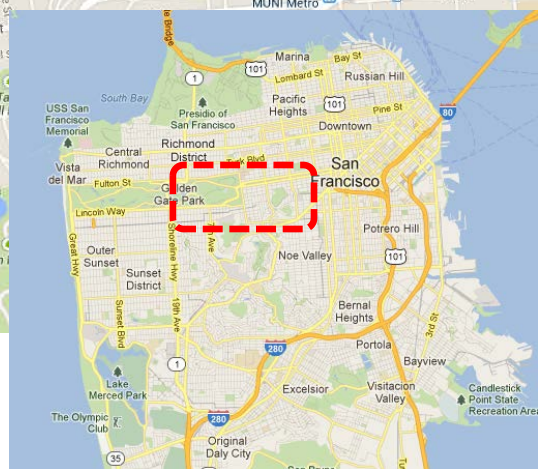 MUNI Metro
Marina
Bay St
101
Lombard St
Russian Hill
1
South Bay
Pacific
Heights
101
USS San
Francisco
Memorial
Presidio of
San Francisco
Pine St
80
Downtown
Richmond
District
Central
Richmond
Turk Blvd
San
Francisco
Vista
del Mar
Fulton St
Golden
Gate Park
Lincoln Way
7th Ave
Potrero Hill
Great Hwy
Outer
Sunset
Shoreline Hwy
Noe Valley
101
Sunset
District
19th Ave
Sunset Blvd
Bernal
Heights
3rd St
280
Portola
1
Bayview
Lake
Merced Park
Excelsior
Visitacion
Valley
Candlestick
Point State
Recreation Area
The Olympic
Club
280
Original
Daly City
35